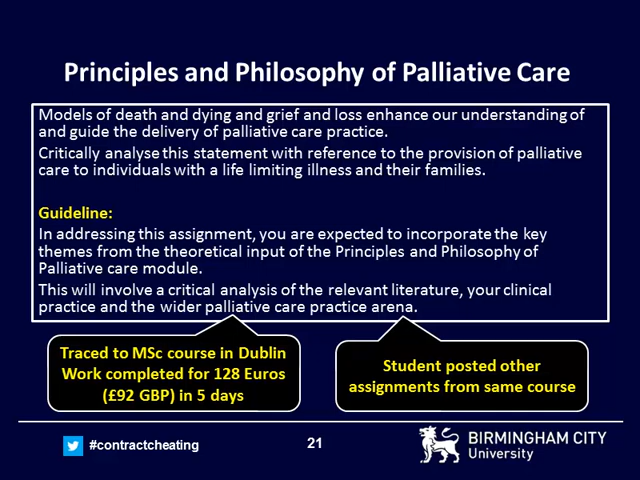 Principles and Philosophy of Palliative Care
Models of death and dying and grief and loss enhance our understanding of
and guide the delivery of palliative care practice.
Critically analyse this statement with reference to the provision of palliative
care to individuals with a life limiting illness and their families.
Guideline:
In addressing this assignment, you are expected to incorporate the key
themes from the theoretical input of the Principles and Philosophy of
Palliative care module.
This will involve a critical analysis of the relevant literature, your clinical
practice and the wider palliative care practice arena.
Traced to MSc course in Dublin
Work completed for 128 Euros
(£92 GBP) in 5 days
Student posted other
assignments from same course
#contractcheating
21
BIRMINGHAM CITY
University